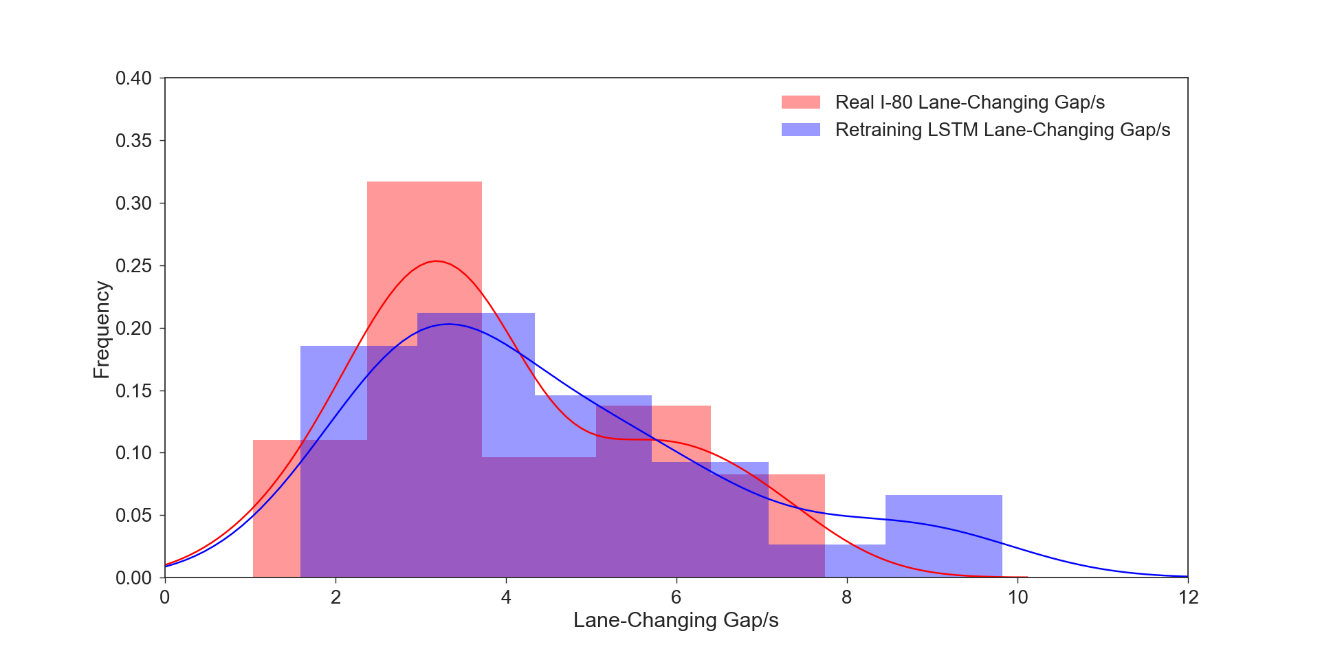 0.40
Real I-80 Lane-Changing Gap/s
Retraining LSTM Lane-Changing Gap/s
0.35
0.30
0.25
0.20
0.15
0.10
0.05
0.00
Frequency
0 2 4 6 8 10 12
Lane-Changing Gap/s